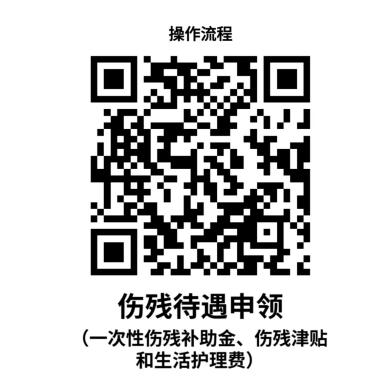 操作流程
伤残待遇申领
（一次性伤残补助金、伤残津贴
和生活护理费）